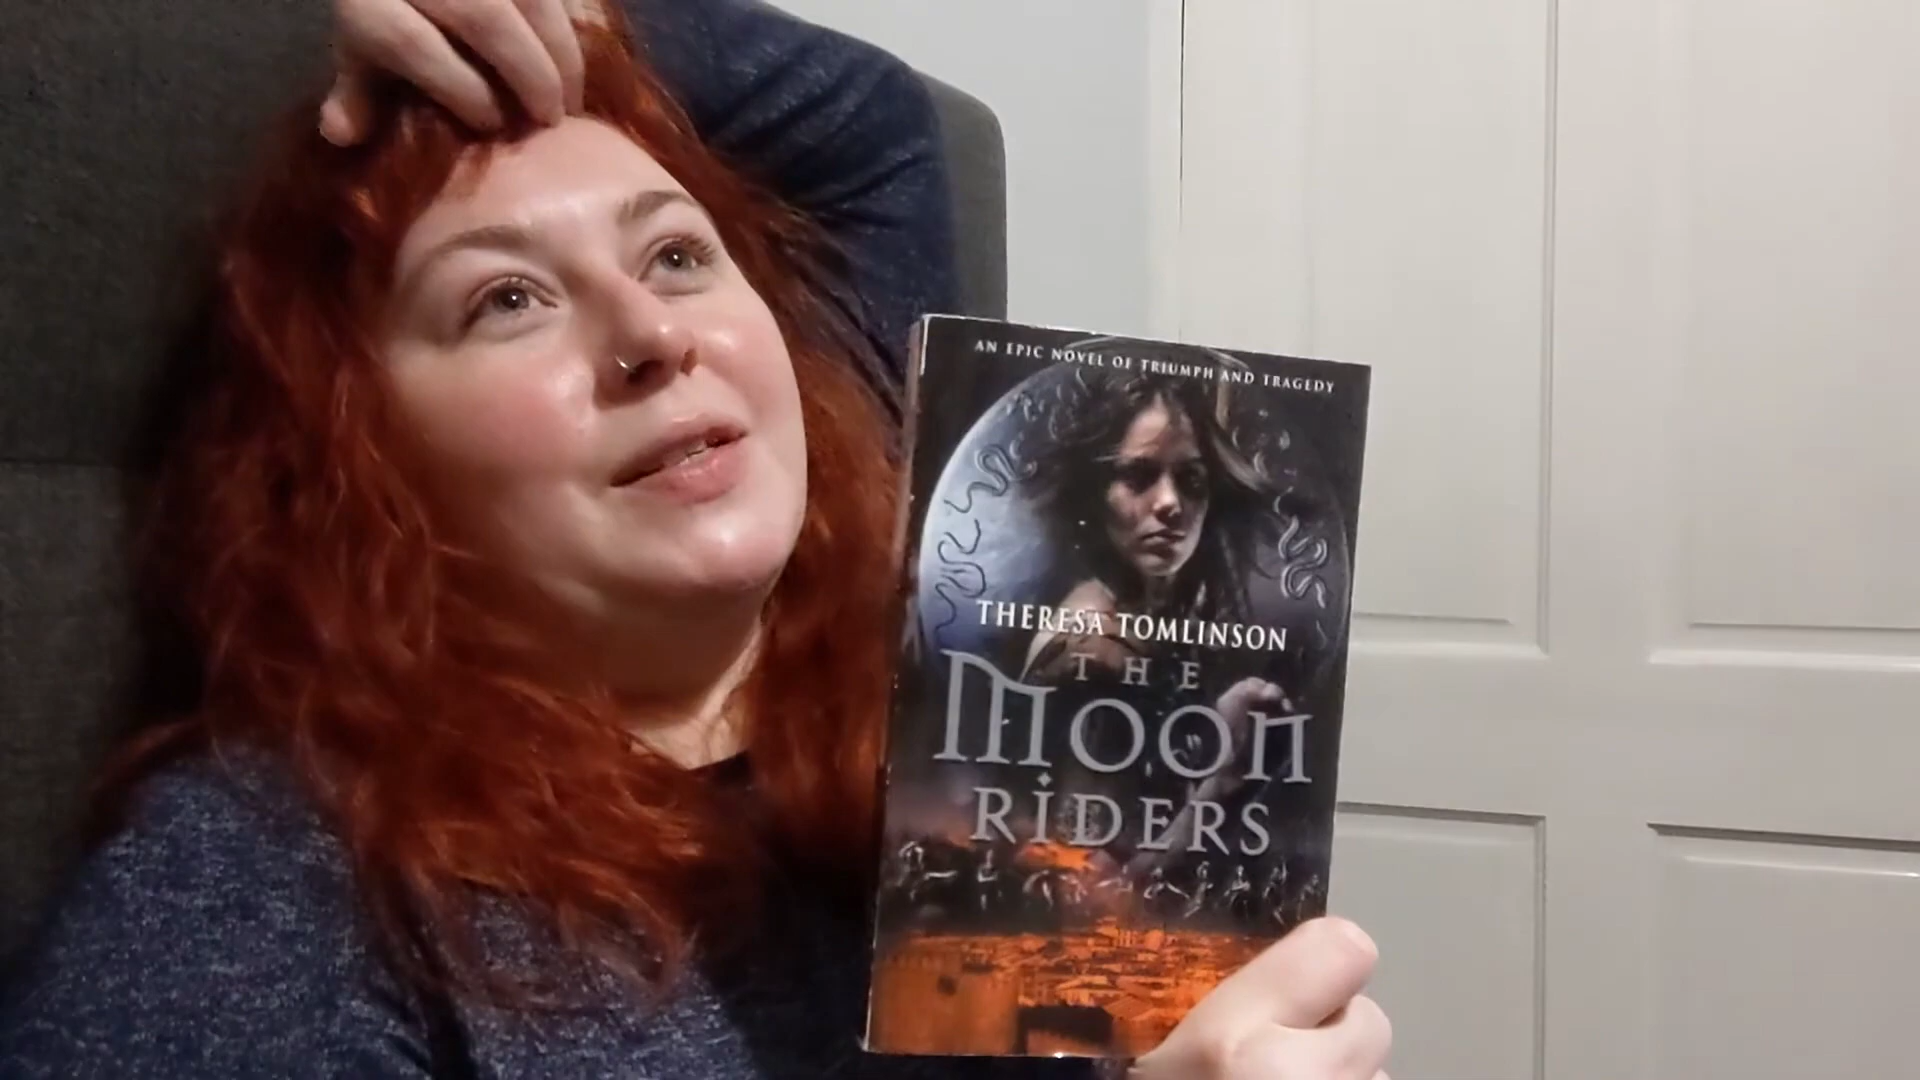 AN EPIC NOVEL OF TRIUMPH AND TRAGEDY
THERESA TOMLINSON
THE
MOON
RIDERS